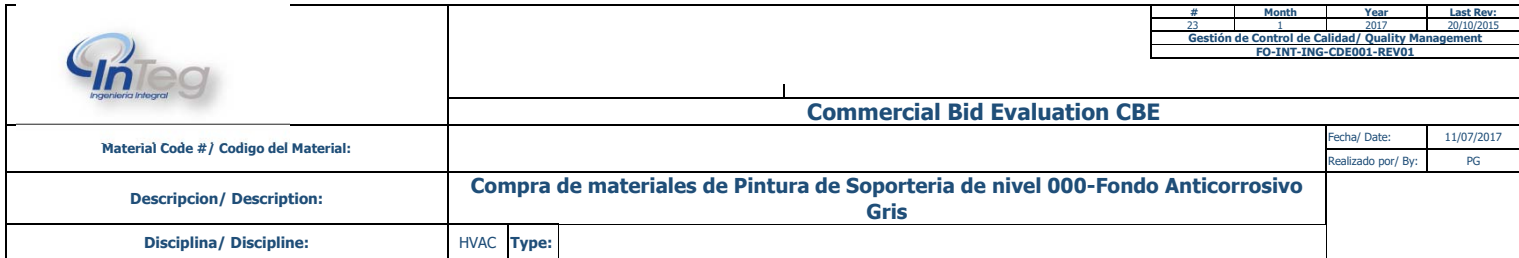 # Month Year Last Rev:
23 1 2017 20/10/2015
Gestión de Control de Calidad/ Quality Management
FO-INT-ING-CDE001-REV01
InTeg
Ingeniería Integral
Commercial Bid Evaluation CBE
Material Code #/ Codigo del Material:
Fecha/ Date: 11/07/2017
Realizado por/ By: PG
Descripcion/ Description:
Compra de materiales de Pintura de Soporteria de nivel 000-Fondo Anticorrosivo
Gris
Disciplina/ Discipline: HVAC Type: